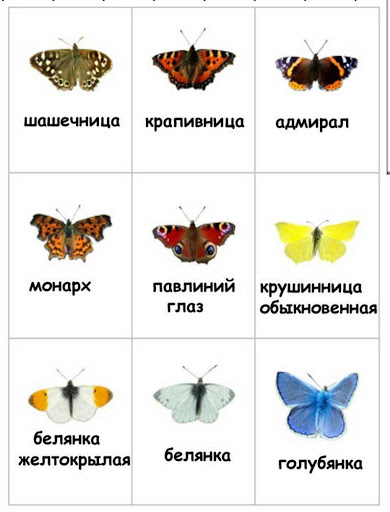 шашечница
крапивница
адмирал
монарх
павлиний
глаз
крушинница
обыкновенная
белянка
желтокрылая
белянка
голубянка